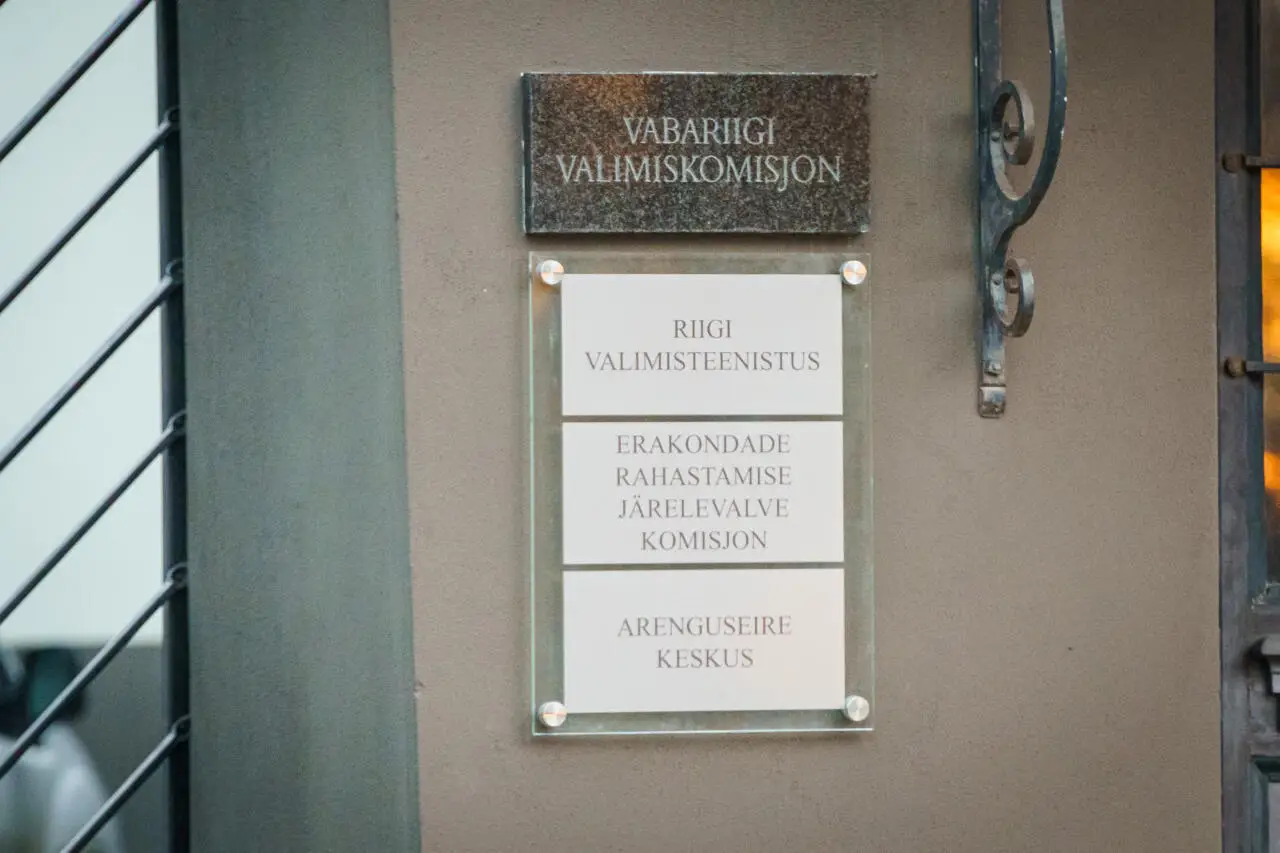 VABARIIGI
VALIMISKOMISJON
RIIGI
VALIMISTEENISTUS
ERAKONDADE
RAHASTAMISE
JÄRELEVALVE
KOMISJON
ARENGUSEIRE
KESKUS